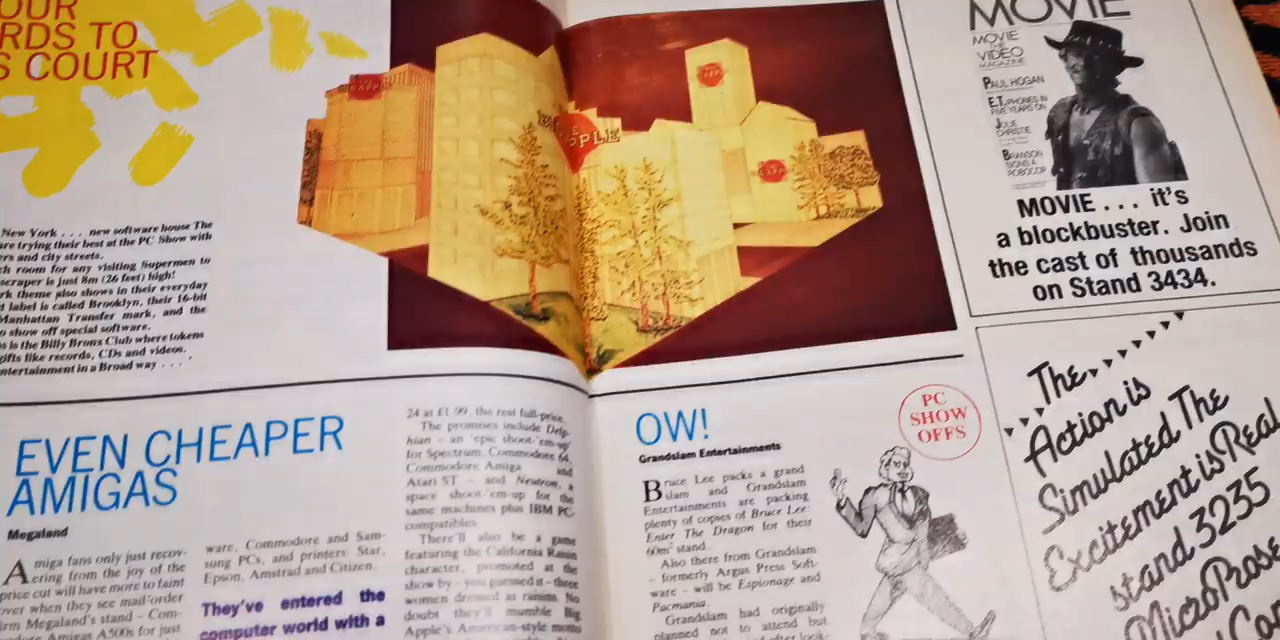 OUR
RDS TO
S COURT
New York . . . new software house The
are trying their best at the PC Show with
ers and city streets.
ch room for any visiting Supermen to
scraper is just 8m (26 feet) high!
rk theme also shows in their everyday
t label is called Brooklyn, their 16-bit
Manhattan Transfer mark, and the
o show off special software.
s is the Billy Bronx Club where tokens
gifts like records, CDs and videos.
ntertainment in a Broad way . . .
EVEN CHEAPER
AMIGAS
Megaland
Amiga fans only just recov-
ering from the joy of the
price cut will have more to faint
over when they see mail-order
irm Megaland's stand – Com-
dore Amiga A500s for just
ware, Commodore and Sam-
sung PCs, and printers: Star,
Epson, Amstrad and Citizen.
They've entered the
computer world with a
24 at £1.99, the rest full-price.
The promises include Delp-
hian – an 'epic shoot-'em-up'
for Spectrum, Commodore 64,
Commodore Amiga and
Atari ST – and Neutron, a
space shoot-'em-up for the
same machines plus IBM PC-
compatibles.
There'll also be a game
featuring the California Raisin
character, promoted at the
show by – you guessed it – three
women dressed as raisins. No
doubt they'll mumble Big
Apple's American-style motto
OW!
Grandslam Entertainments
Bruce Lee packs a grand
slam and Grandslam
Entertainments are packing
plenty of copies of Bruce Lee:
Enter The Dragon for their
60m² stand.
Also there from Grandslam
– formerly Argus Press Soft-
ware – will be Espionage and
Pacmania.
Grandslam had originally
planned not to attend but
PC
SHOW
OFFS
MOVIE
MOVIE
THE
VIDEO
MAGAZINE
PAUL HOGAN
E.T. PHONES IN
FIVE YEARS ON
JULIE
CHRISTIE
BRANSON
SIGNS A
ROBOCOP
MOVIE . . . it's
a blockbuster. Join
the cast of thousands
on Stand 3434.
The
Action is
Simulated The
Excitement is Real
stand 3235
MicroProse